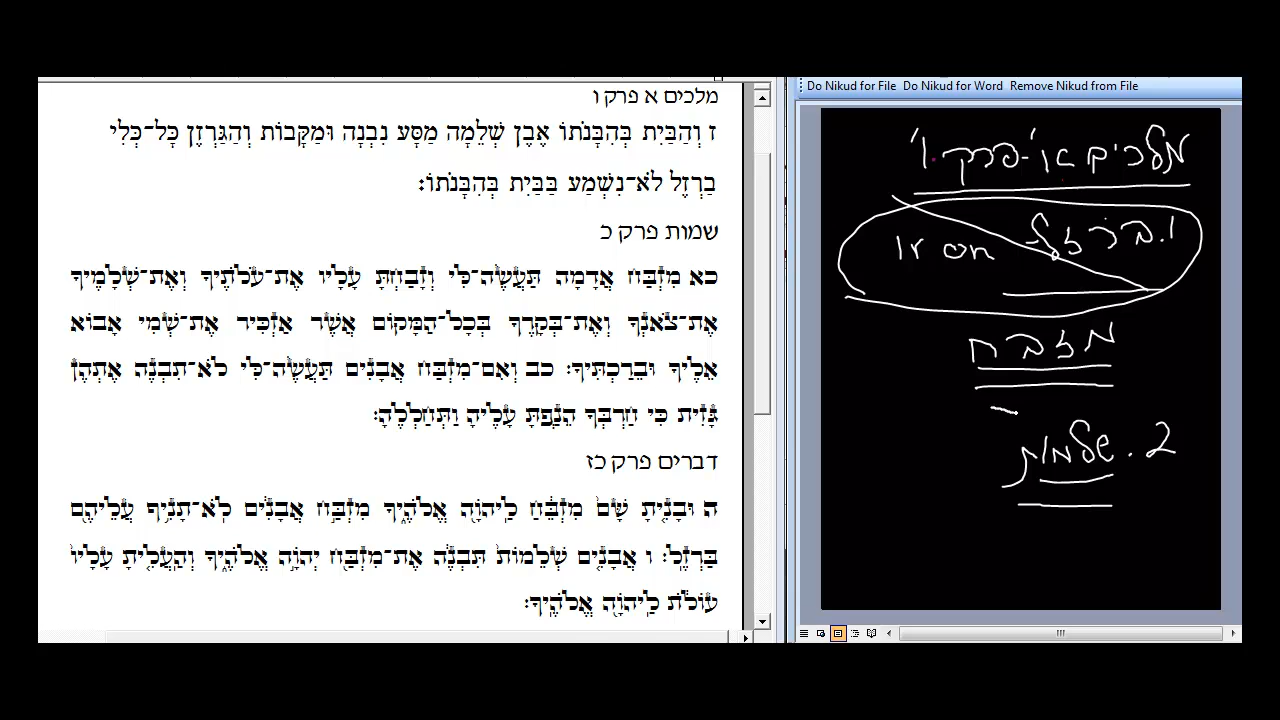 מלכים א פרק ו
ז וְהַבַּיִת בְּהִבָּנֹתוֹ אֶבֶן שְׁלֵמָה מַסָּע נִבְנָה וּמַקָּבוֹת וְהַגַּרְזֶן כָּל־כְּלִי
בַרְזֶל לֹא־נִשְׁמַע בַּבַּיִת בְּהִבָּנֹתוֹ:
שמות פרק כ
כא מִזְבַּח אֲדָמָה תַּעֲשֶׂה־לִּי וְזָבַחְתָּ עָלָיו אֶת־עֹלֹתֶיךָ וְאֶת־שְׁלָמֶיךָ
אֶת־צֹאנְךָ וְאֶת־בְּקָרֶךָ בְּכָל־הַמָּקוֹם אֲשֶׁר אַזְכִּיר אֶת־שְׁמִי אָבוֹא
אֵלֶיךָ וּבֵרַכְתִּיךָ: כב וְאִם־מִזְבַּח אֲבָנִים תַּעֲשֶׂה־לִּי לֹא־תִבְנֶה אֶתְהֶן
גָּזִית כִּי חַרְבְּךָ הֵנַפְתָּ עָלֶיהָ וַתְּחַלְלֶהָ:
דברים פרק כז
ה וּבָנִיתָ שָּׁם מִזְבֵּחַ לַיהוָה אֱלֹהֶיךָ מִזְבַּח אֲבָנִים לֹא־תָנִיף עֲלֵיהֶם
בַּרְזֶל: ו אֲבָנִים שְׁלֵמוֹת תִּבְנֶה אֶת־מִזְבַּח יְהוָה אֱלֹהֶיךָ וְהַעֲלִיתָ עָלָיו
עוֹלֹת לַיהוָה אֱלֹהֶיךָ:
Do Nikud for File Do Nikud for Word Remove Nikud from File
מלכים א'-פרק ו'
1. ברזל
מזבח
2. שלמות